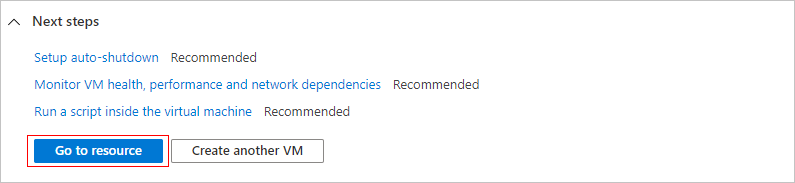 Next steps
Setup auto-shutdown Recommended
Monitor VM health, performance and network dependencies Recommended
Run a script inside the virtual machine Recommended
Go to resource Create another VM